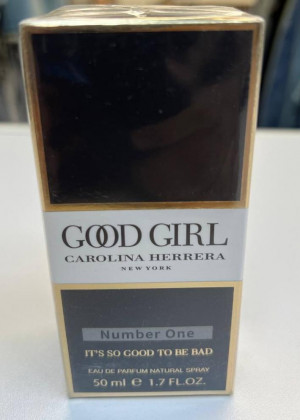 GOOD GIRL
CAROLINA HERRERA
NEW YORK
Number One
IT'S SO GOOD TO BE BAD
EAU DE PARFUM NATURAL SPRAY
50 ml ℮ 1.7 FL.OZ.